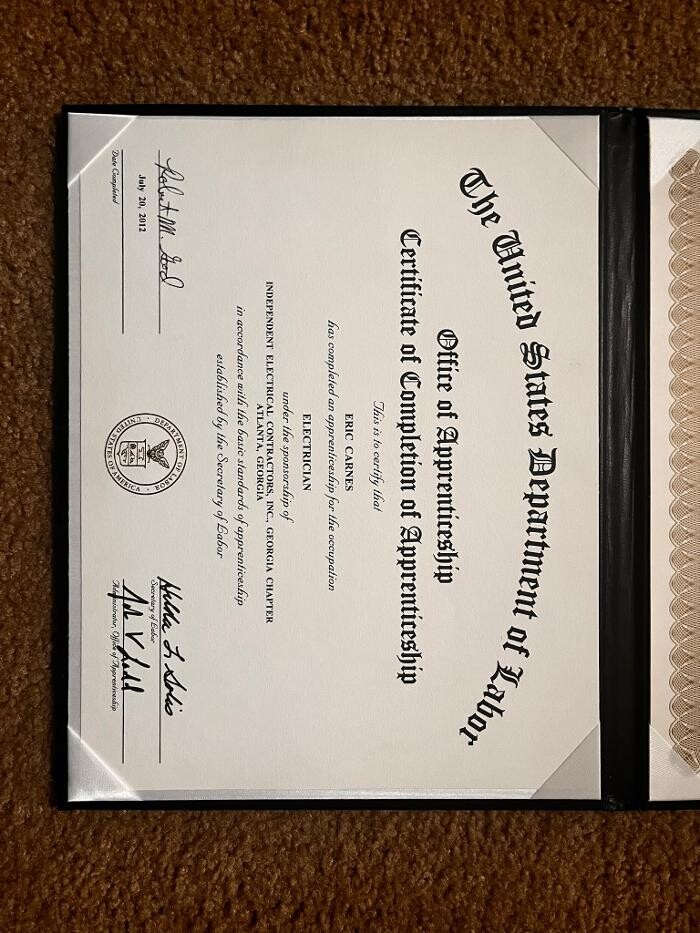 The United States Department of Labor
Office of Apprenticeship
Certificate of Completion of Apprenticeship
This is to certify that
ERIC CARNES
has completed an apprenticeship for the occupation
ELECTRICIAN
under the sponsorship of
INDEPENDENT ELECTRICAL CONTRACTORS, INC., GEORGIA CHAPTER
ATLANTA, GEORGIA
in accordance with the basic standards of apprenticeship
established by the Secretary of Labor
July 20, 2012
Date Completed
DEPARTMENT OF LABOR
UNITED STATES OF AMERICA
Hilda L. Solis
Secretary of Labor
Administrator, Office of Apprenticeship